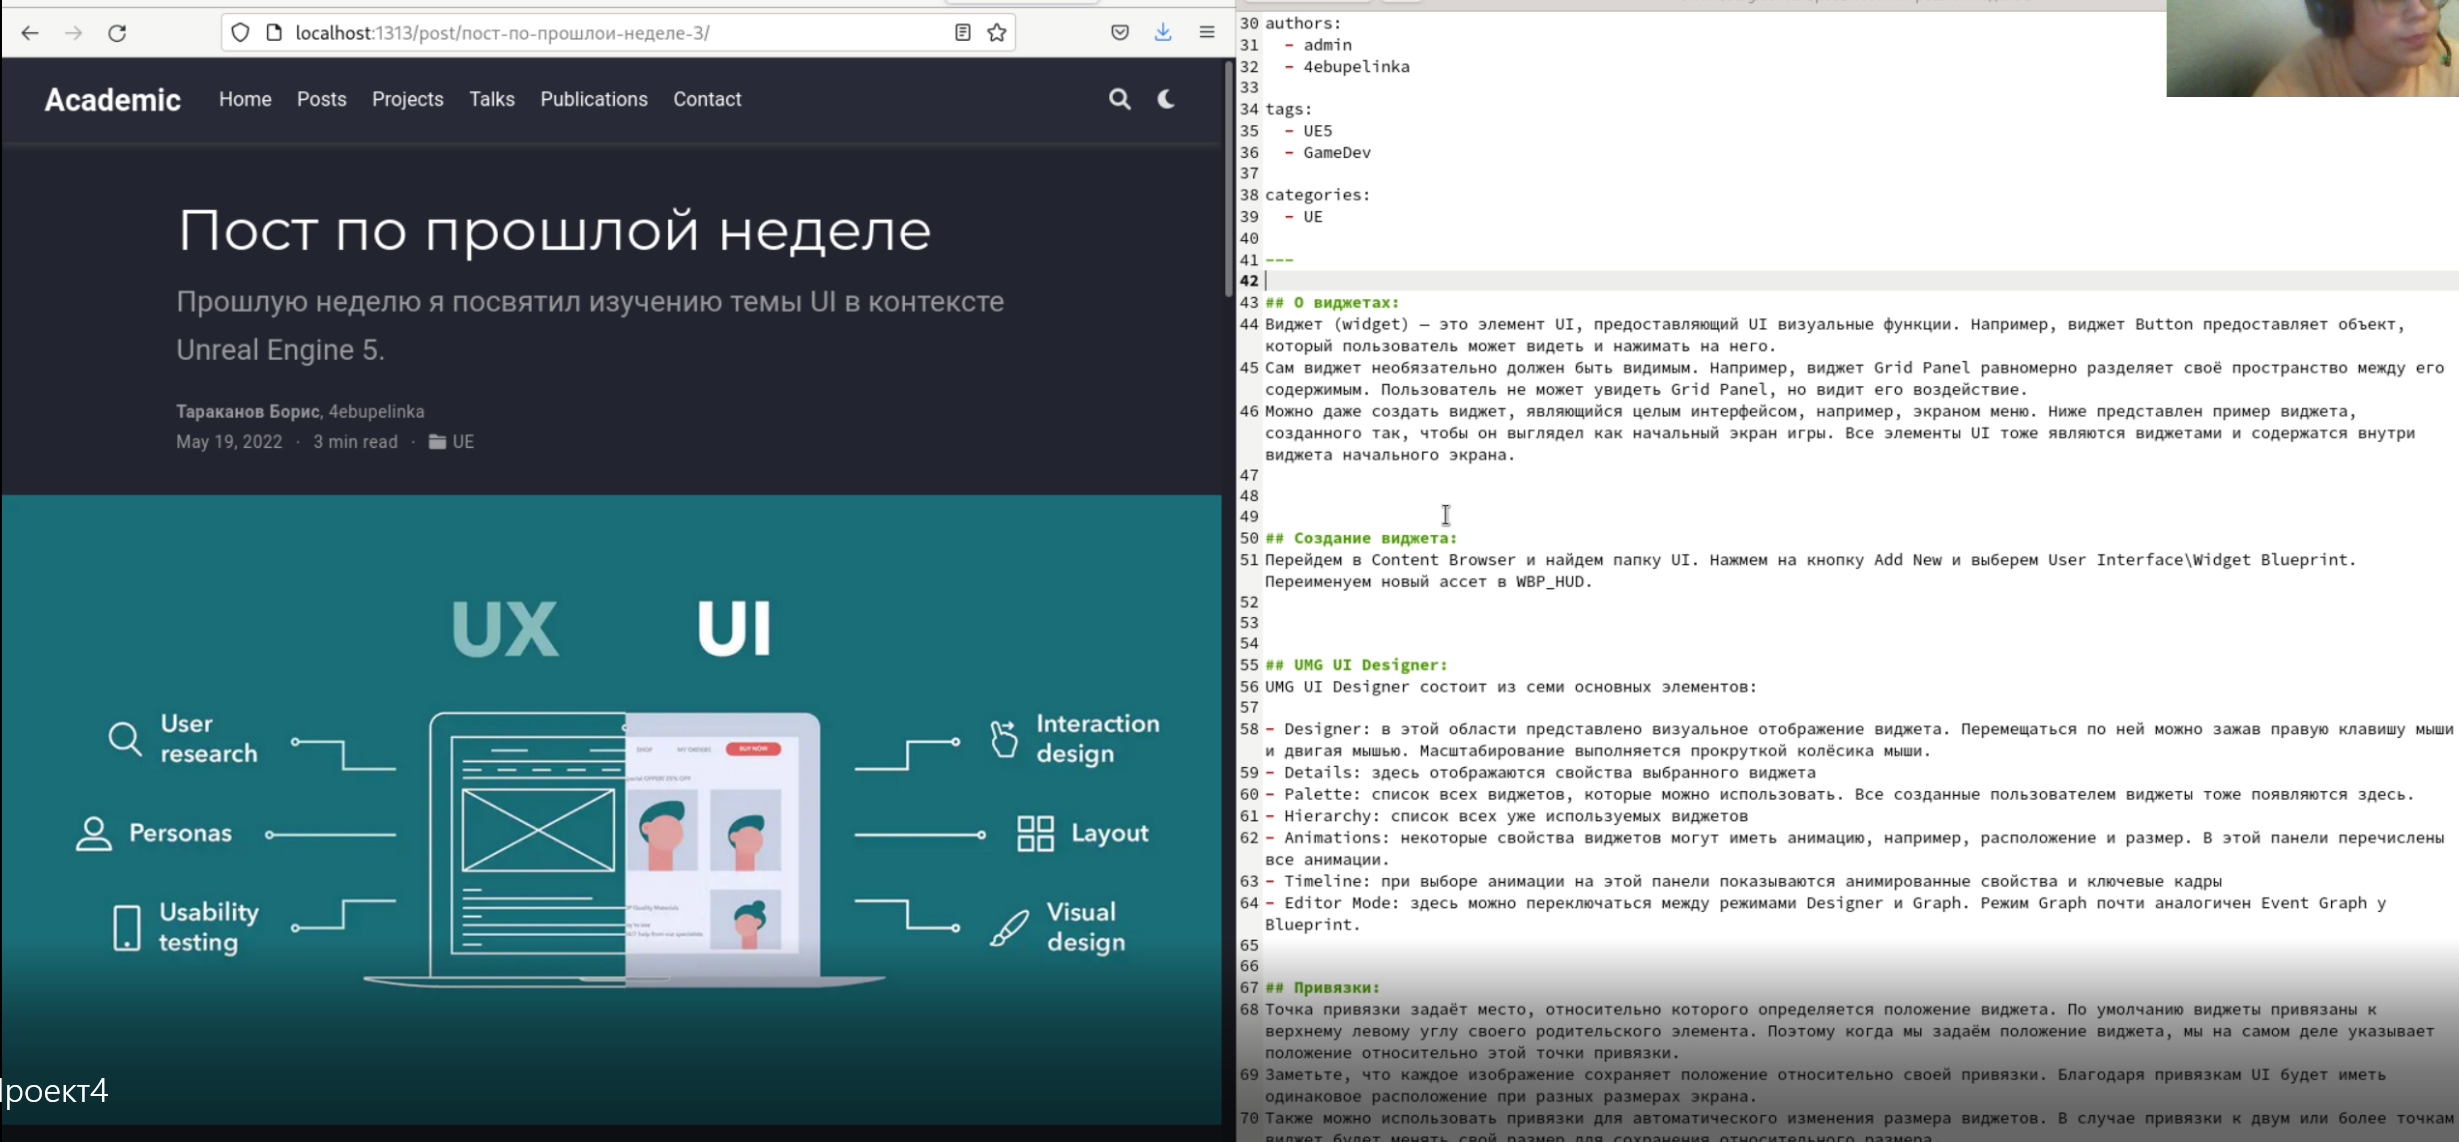 localhost:1313/post/пост-по-прошлои-неделе-3/
Academic
Home Posts Projects Talks Publications Contact
Пост по прошлой неделе
Прошлую неделю я посвятил изучению темы UI в контексте
Unreal Engine 5.
Тараканов Борис, 4ebupelinka
May 19, 2022 · 3 min read · UE
UX UI
User
research
Personas
Usability
testing
SHOP MY ORDERS BUY NOW
Interaction
design
Layout
Visual
design
роект4
30 authors:
31 - admin
32 - 4ebupelinka
33
34 tags:
35 - UE5
36 - GameDev
37
38 categories:
39 - UE
40
41 ---
42
43 ## О виджетах:
44 Виджет (widget) — это элемент UI, предоставляющий UI визуальные функции. Например, виджет Button предоставляет объект,
который пользователь может видеть и нажимать на него.
45 Сам виджет необязательно должен быть видимым. Например, виджет Grid Panel равномерно разделяет своё пространство между его
содержимым. Пользователь не может увидеть Grid Panel, но видит его воздействие.
46 Можно даже создать виджет, являющийся целым интерфейсом, например, экраном меню. Ниже представлен пример виджета,
созданного так, чтобы он выглядел как начальный экран игры. Все элементы UI тоже являются виджетами и содержатся внутри
виджета начального экрана.
47
48
49
50 ## Создание виджета:
51 Перейдем в Content Browser и найдем папку UI. Нажмем на кнопку Add New и выберем User Interface\Widget Blueprint.
Переименуем новый ассет в WBP_HUD.
52
53
54
55 ## UMG UI Designer:
56 UMG UI Designer состоит из семи основных элементов:
57
58 - Designer: в этой области представлено визуальное отображение виджета. Перемещаться по ней можно зажав правую клавишу мыши
и двигая мышью. Масштабирование выполняется прокруткой колёсика мыши.
59 - Details: здесь отображаются свойства выбранного виджета
60 - Palette: список всех виджетов, которые можно использовать. Все созданные пользователем виджеты тоже появляются здесь.
61 - Hierarchy: список всех уже используемых виджетов
62 - Animations: некоторые свойства виджетов могут иметь анимацию, например, расположение и размер. В этой панели перечислены
все анимации.
63 - Timeline: при выборе анимации на этой панели показываются анимированные свойства и ключевые кадры
64 - Editor Mode: здесь можно переключаться между режимами Designer и Graph. Режим Graph почти аналогичен Event Graph у
Blueprint.
65
66
67 ## Привязки:
68 Точка привязки задаёт место, относительно которого определяется положение виджета. По умолчанию виджеты привязаны к
верхнему левому углу своего родительского элемента. Поэтому когда мы задаём положение виджета, мы на самом деле указывает
положение относительно этой точки привязки.
69 Заметьте, что каждое изображение сохраняет положение относительно своей привязки. Благодаря привязкам UI будет иметь
одинаковое расположение при разных размерах экрана.
70 Также можно использовать привязки для автоматического изменения размера виджетов. В случае привязки к двум или более точкам
виджет будет менять свой размер для сохранения относительного размера.